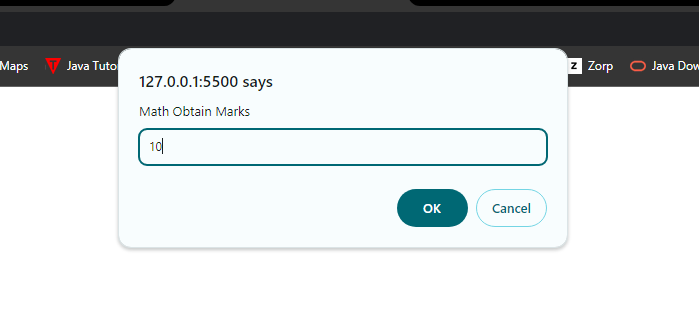 Maps Java Tuto Zorp Java Dow
127.0.0.1:5500 says
Math Obtain Marks
10
OK Cancel